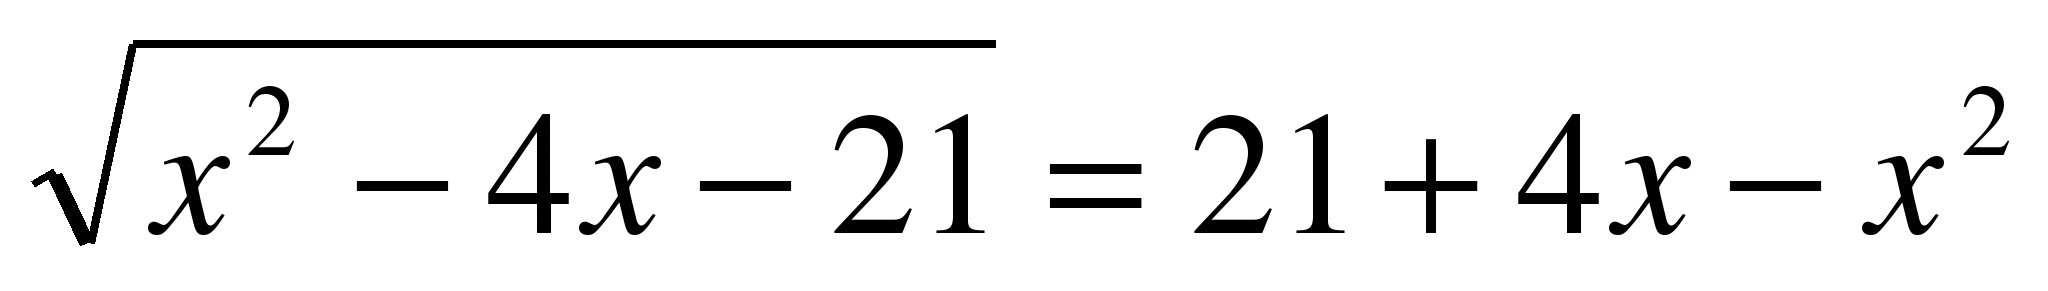 √(x² − 4x − 21) = 21 + 4x − x²